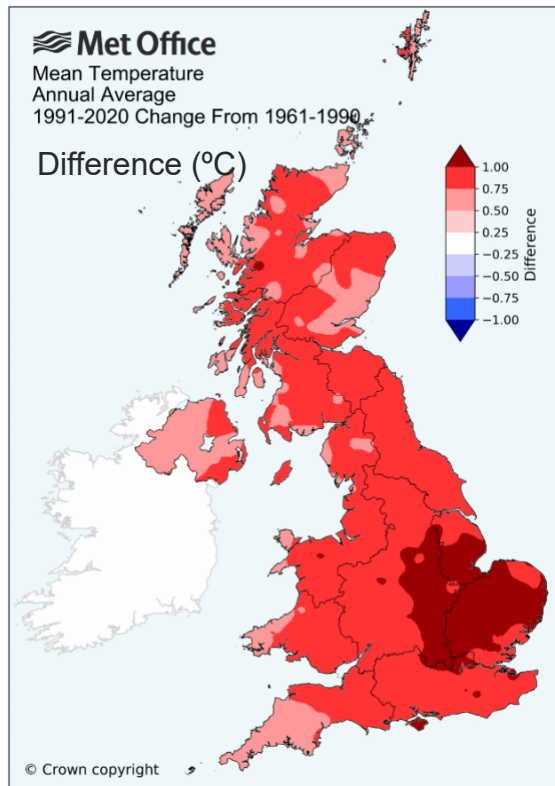 Met Office
Mean Temperature
Annual Average
1991-2020 Change From 1961-1990
Difference (ºC)
1.00
0.75
0.50
0.25
−0.25
−0.50
−0.75
−1.00
Difference
© Crown copyright